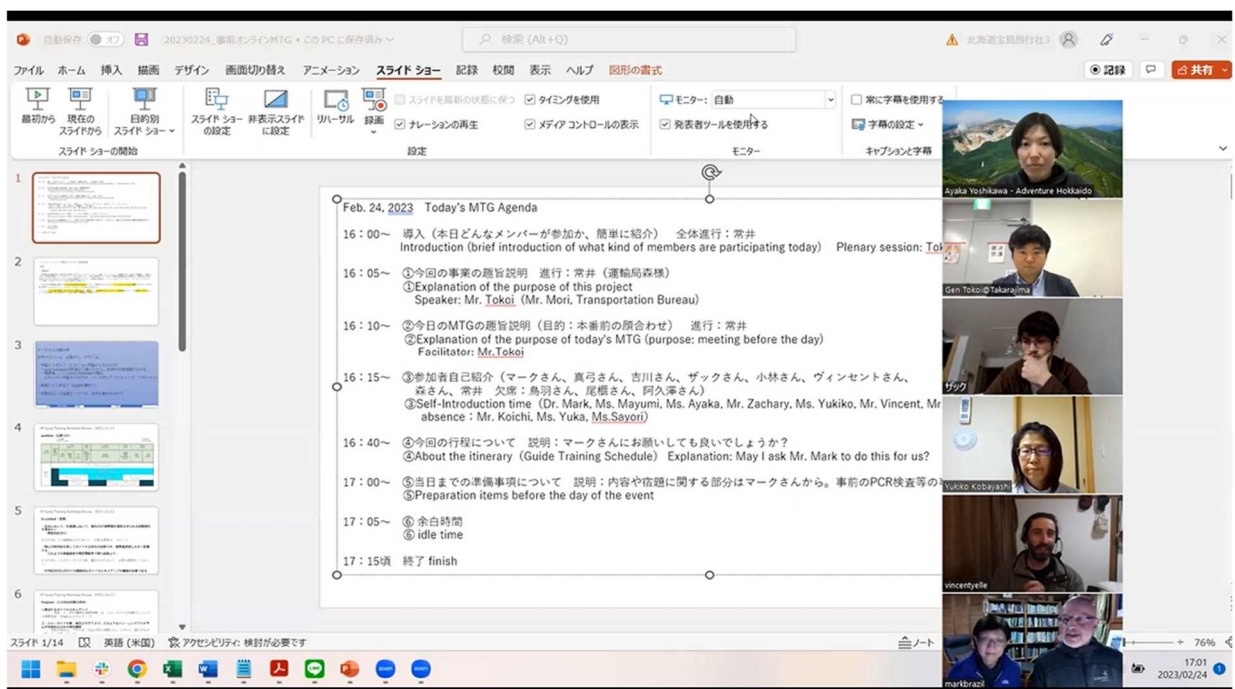 自動保存 オフ 20230224_事前オンラインMTG • この PC に保存済み 検索 (Alt+Q) 北海道宝島旅行社3
ファイル ホーム 挿入 描画 デザイン 画面切り替え アニメーション スライド ショー 記録 校閲 表示 ヘルプ 図形の書式 記録 共有
最初から 現在の スライドから 目的別 スライド ショー
スライド ショーの開始
スライド ショー の設定 非表示スライド に設定 リハーサル 録画
スライドを最新の状態に保つ タイミングを使用
ナレーションの再生 メディア コントロールの表示
設定
モニター: 自動
発表者ツールを使用する
モニター
常に字幕を使用する
字幕の設定
キャプションと字幕
1
2
3
4
5
6
Feb. 24, 2023 Today's MTG Agenda
16:00~ 導入（本日どんなメンバーが参加か、簡単に紹介） 全体進行：常井
Introduction (brief introduction of what kind of members are participating today) Plenary session: Tok
16:05~ ①今回の事業の趣旨説明 進行：常井（運輸局森様）
①Explanation of the purpose of this project
Speaker: Mr. Tokoi (Mr. Mori, Transportation Bureau)
16:10~ ②今日のMTGの趣旨説明（目的：本番前の顔合わせ） 進行：常井
②Explanation of the purpose of today's MTG (purpose: meeting before the day)
Facilitator: Mr.Tokoi
16:15~ ③参加者自己紹介（マークさん、真弓さん、吉川さん、ザックさん、小林さん、ヴィンセントさん、
森さん、常井 欠席：鳥羽さん、尾櫃さん、阿久澤さん）
③Self-Introduction time (Dr. Mark, Ms. Mayumi, Ms. Ayaka, Mr. Zachary, Ms. Yukiko, Mr. Vincent, Mr
absence：Mr. Koichi, Ms. Yuka, Ms.Sayori)
16:40~ ④今回の行程について 説明：マークさんにお願いしても良いでしょうか？
④About the itinerary (Guide Training Schedule) Explanation: May I ask Mr. Mark to do this for us?
17:00~ ⑤当日までの準備事項について 説明：内容や宿題に関する部分はマークさんから。事前のPCR検査等の
⑤Preparation items before the day of the event
17:05~ ⑥ 余白時間
⑥ idle time
17:15頃 終了 finish
Ayaka Yoshikawa - Adventure Hokkaido
Gen Tokoi@Takarajima
ザック
Yukiko Kobayashi
vincentyelle
markbrazil
スライド 1/14 英語 (米国) アクセシビリティ: 検討が必要です ノート 76%
17:01
2023/02/24